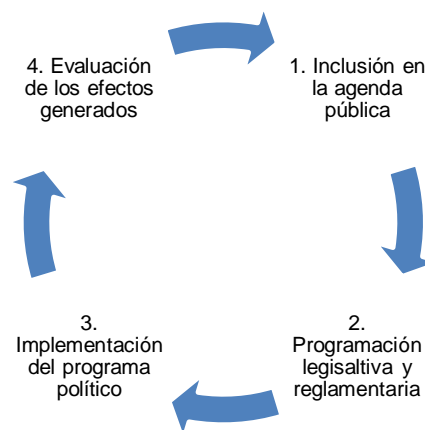 1. Inclusión en
la agenda
pública
2.
Programación
legisaltiva y
reglamentaria
3.
Implementación
del programa
político
4. Evaluación
de los efectos
generados